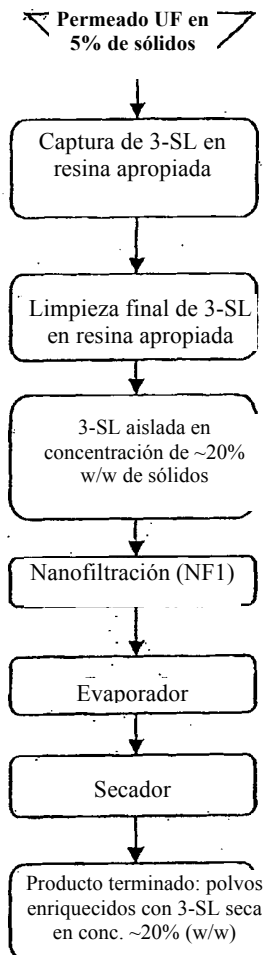 Permeado UF en
5% de sólidos
Captura de 3-SL en
resina apropiada
Limpieza final de 3-SL
en resina apropiada
3-SL aislada en
concentración de ~20%
w/w de sólidos
Nanofiltración (NF1)
Evaporador
Secador
Producto terminado: polvos
enriquecidos con 3-SL seca
en conc. ~20% (w/w)